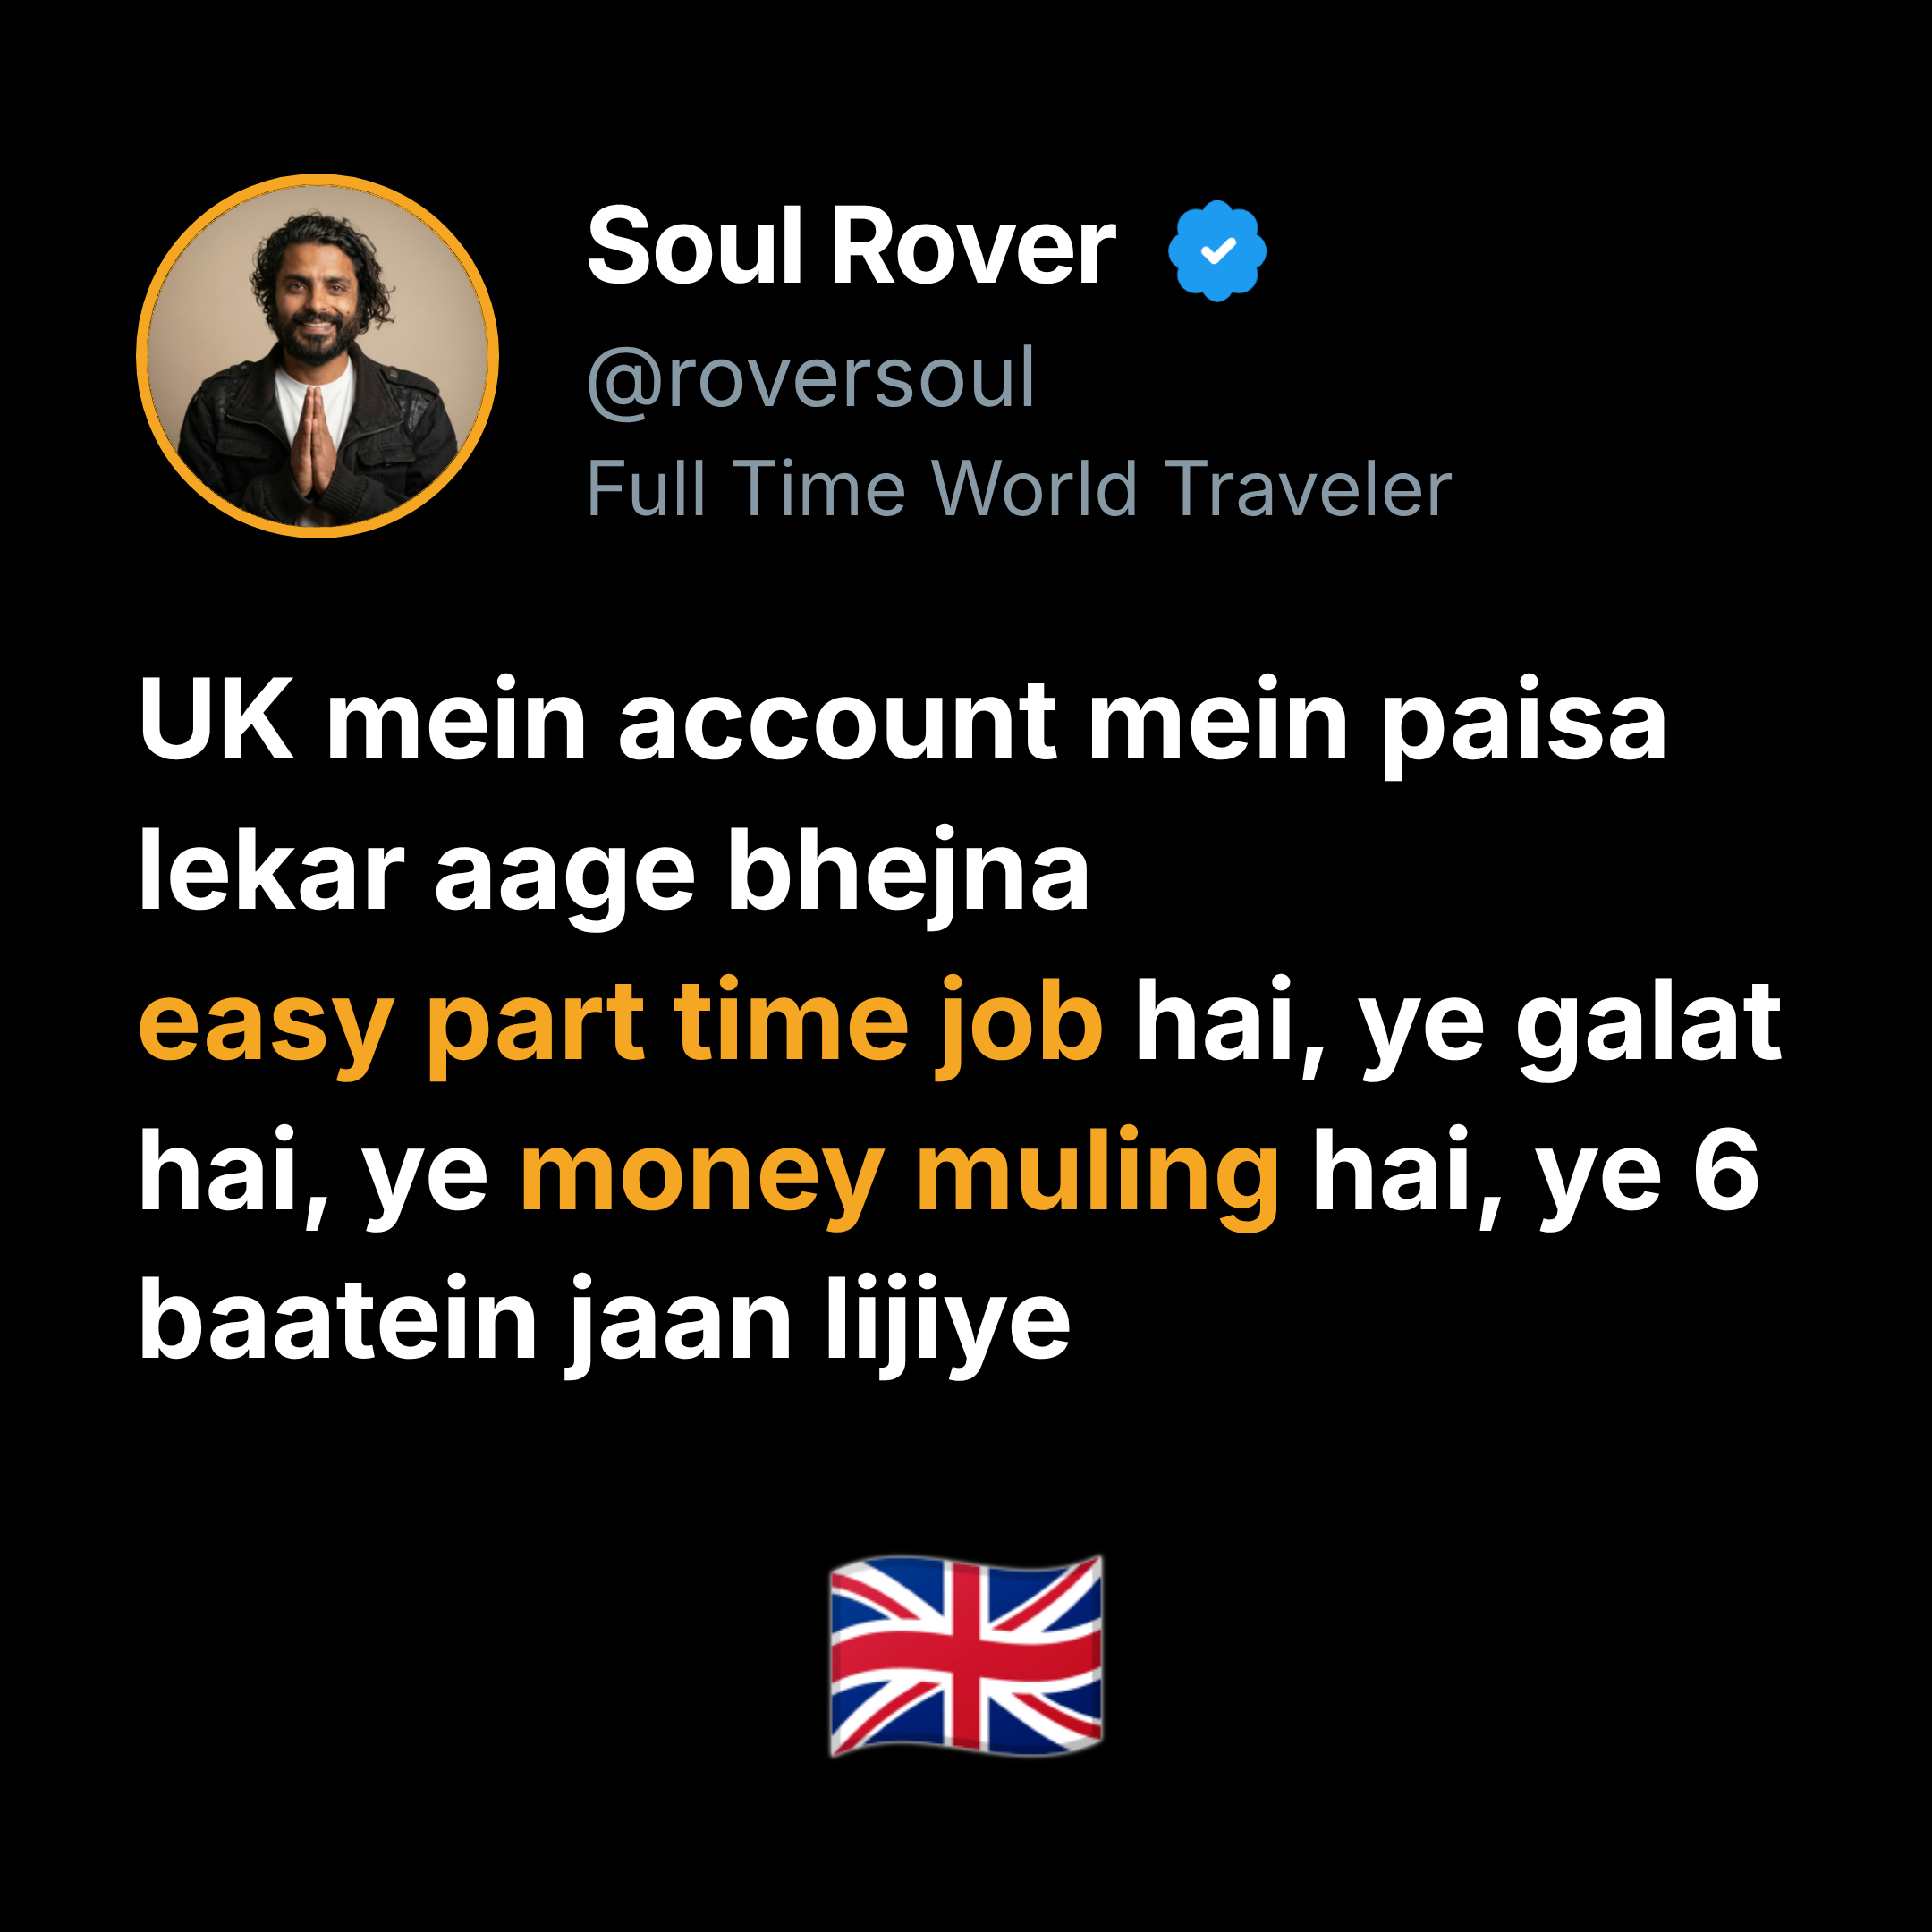 Soul Rover
@roversoul
Full Time World Traveler
UK mein account mein paisa
lekar aage bhejna
easy part time job hai, ye galat
hai, ye money muling hai, ye 6
baatein jaan lijiye